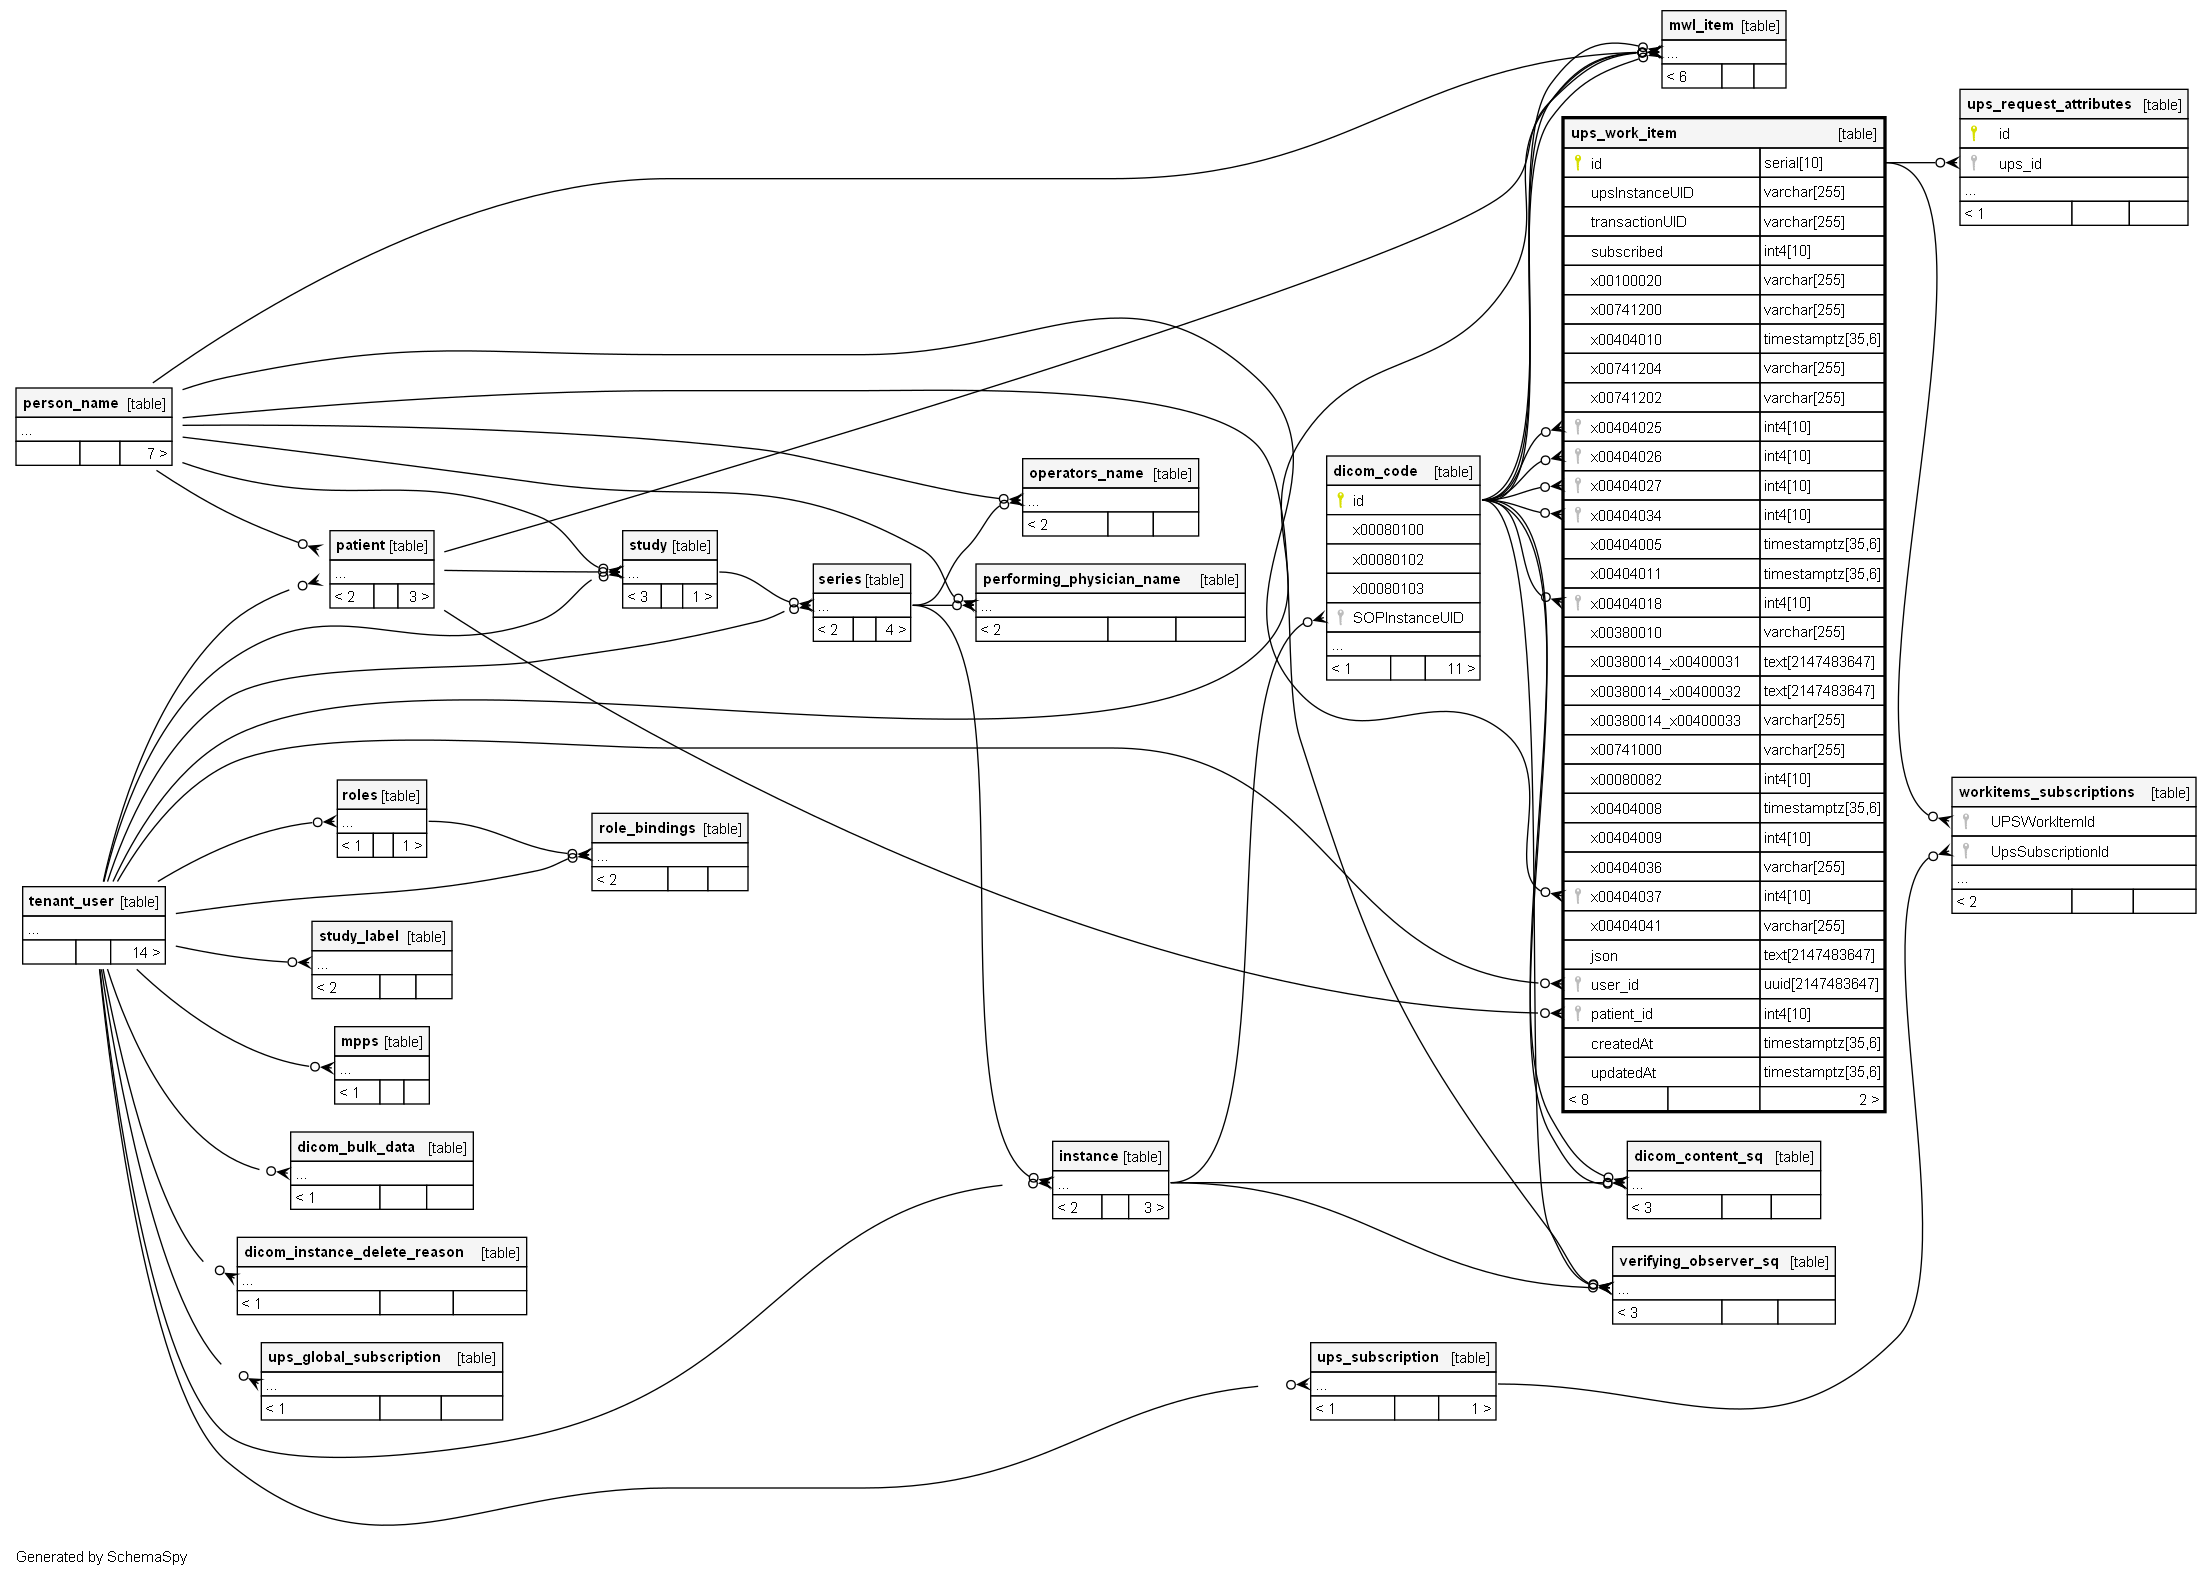 mwl_item [table]
...
< 6
ups_request_attributes [table]
id
ups_id
...
< 1
ups_work_item [table]
id serial[10]
upsInstanceUID varchar[255]
transactionUID varchar[255]
subscribed int4[10]
x00100020 varchar[255]
x00741200 varchar[255]
x00404010 timestamptz[35,6]
x00741204 varchar[255]
x00741202 varchar[255]
x00404025 int4[10]
x00404026 int4[10]
x00404027 int4[10]
x00404034 int4[10]
x00404005 timestamptz[35,6]
x00404011 timestamptz[35,6]
x00404018 int4[10]
x00380010 varchar[255]
x00380014_x00400031 text[2147483647]
x00380014_x00400032 text[2147483647]
x00380014_x00400033 varchar[255]
x00741000 varchar[255]
x00080082 int4[10]
x00404008 timestamptz[35,6]
x00404009 int4[10]
x00404036 varchar[255]
x00404037 int4[10]
x00404041 varchar[255]
json text[2147483647]
user_id uuid[2147483647]
patient_id int4[10]
createdAt timestamptz[35,6]
updatedAt timestamptz[35,6]
< 8 2 >
person_name [table]
...
7 >
operators_name [table]
...
< 2
dicom_code [table]
id
x00080100
x00080102
x00080103
SOPInstanceUID
...
< 1 11 >
patient [table]
...
< 2 3 >
study [table]
...
< 3 1 >
series [table]
...
< 2 4 >
performing_physician_name [table]
...
< 2
roles [table]
...
< 1 1 >
role_bindings [table]
...
< 2
workitems_subscriptions [table]
UPSWorkItemId
UpsSubscriptionId
...
< 2
tenant_user [table]
...
14 >
study_label [table]
...
< 2
mpps [table]
...
< 1
dicom_bulk_data [table]
...
< 1
instance [table]
...
< 2 3 >
dicom_content_sq [table]
...
< 3
dicom_instance_delete_reason [table]
...
< 1
verifying_observer_sq [table]
...
< 3
ups_global_subscription [table]
...
< 1
ups_subscription [table]
...
< 1 1 >
Generated by SchemaSpy